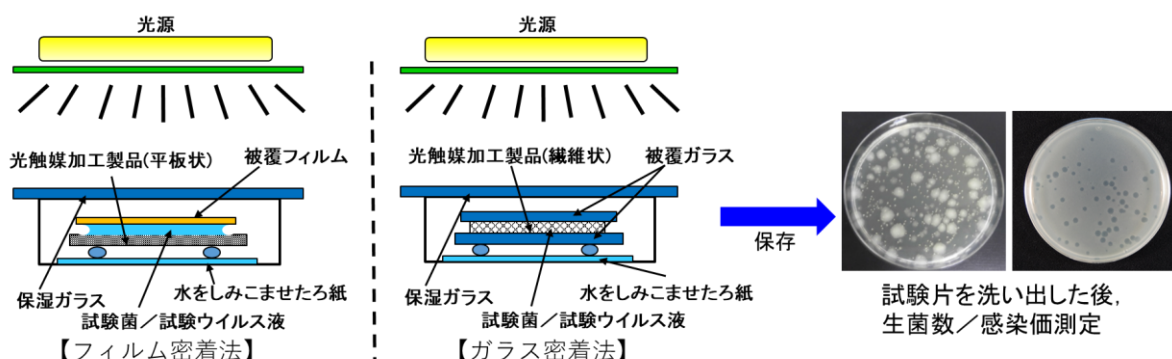 光源
光触媒加工製品(平板状)
被覆フィルム
保湿ガラス
水をしみこませたろ紙
試験菌／試験ウイルス液
【フィルム密着法】
光源
光触媒加工製品(繊維状)
被覆ガラス
保湿ガラス
水をしみこませたろ紙
試験菌／試験ウイルス液
【ガラス密着法】
保存
試験片を洗い出した後,
生菌数／感染価測定